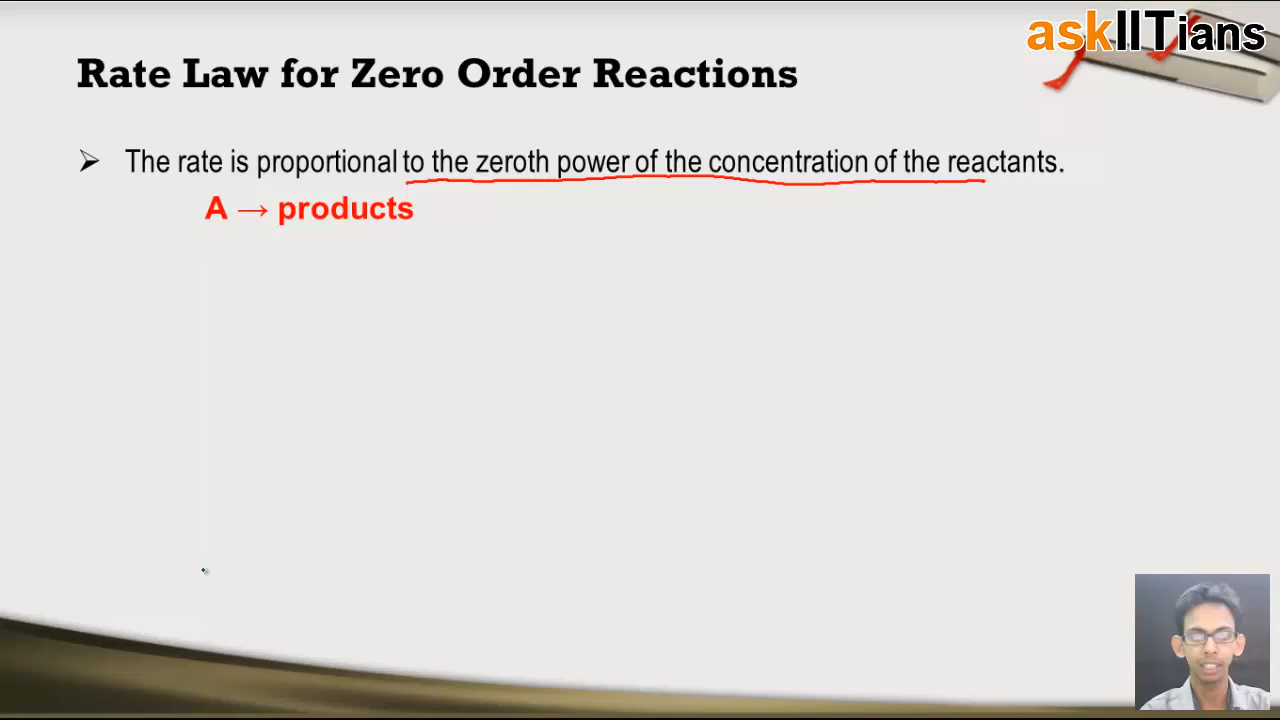 askIITians
Rate Law for Zero Order Reactions
➢ The rate is proportional to the zeroth power of the concentration of the reactants.
A → products